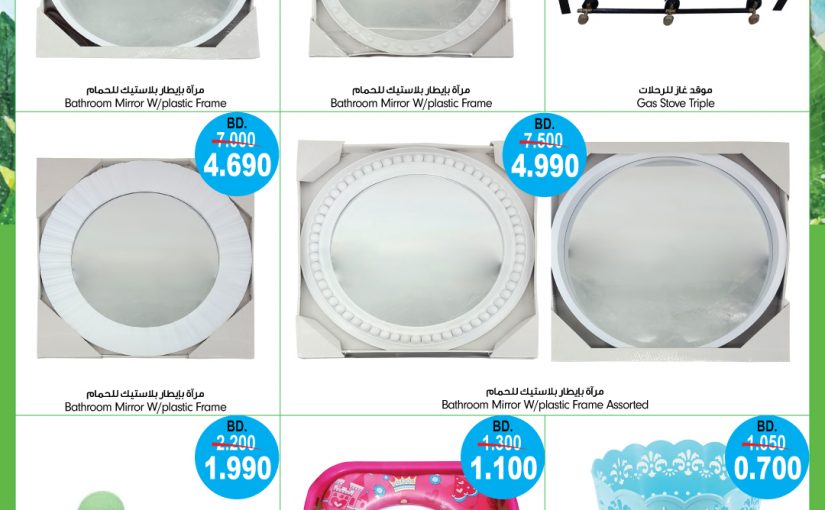 مرآة بإيطار بلاستيك للحمام
Bathroom Mirror W/plastic Frame
مرآة بإيطار بلاستيك للحمام
Bathroom Mirror W/plastic Frame
موقد غاز للرحلات
Gas Stove Triple
BD.
7.000
4.690
BD.
7.500
4.990
مرآة بإيطار بلاستيك للحمام
Bathroom Mirror W/plastic Frame
مرآة بإيطار بلاستيك للحمام
Bathroom Mirror W/plastic Frame Assorted
BD.
2.200
1.990
BD.
1.300
1.100
BD.
1.050
0.700